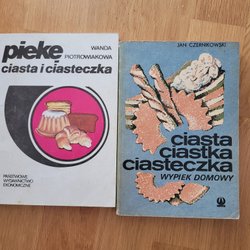 piekę
WANDA
PIOTROWIAKOWA
ciasta i ciasteczka
PAŃSTWOWE
WYDAWNICTWO
EKONOMICZNE
JAN CZERNIKOWSKI
ciasta
ciastka
ciasteczka
WYPIEK DOMOWY